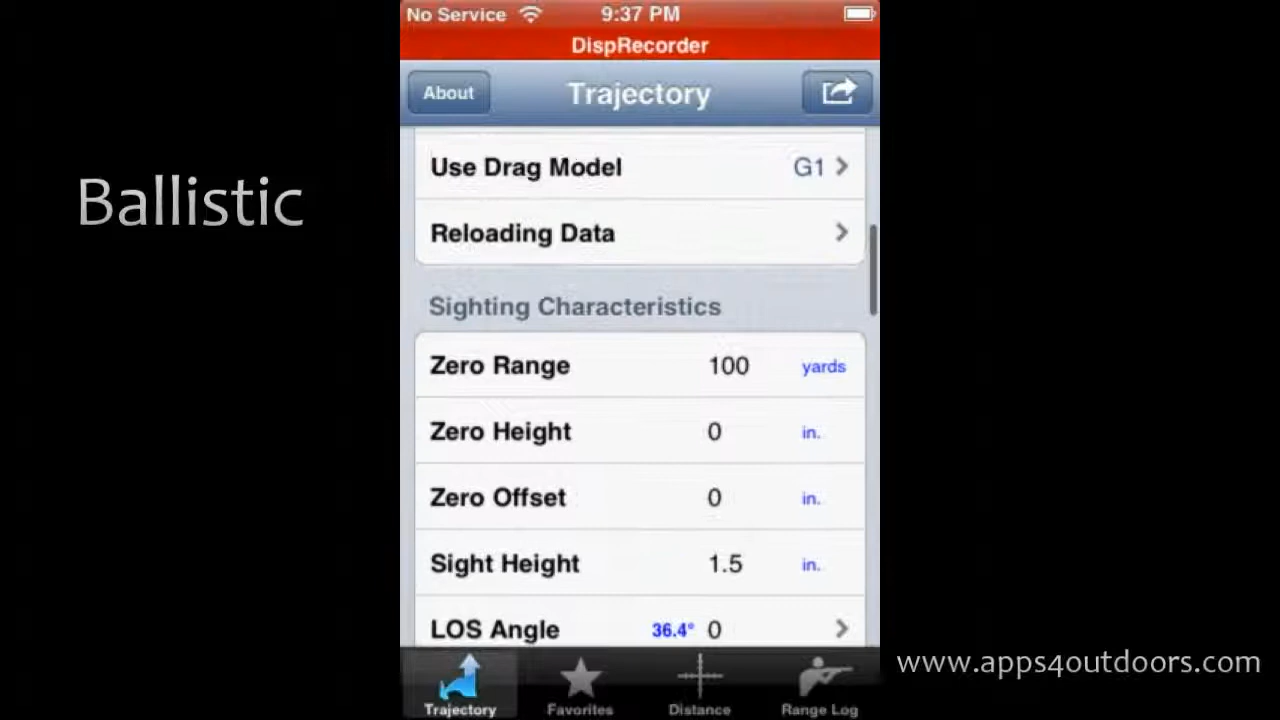 No Service 9:37 PM
DispRecorder
About Trajectory
Use Drag Model G1
Ballistic
Reloading Data
Sighting Characteristics
Zero Range 100 yards
Zero Height 0 in.
Zero Offset 0 in.
Sight Height 1.5 in.
LOS Angle 36.4° 0
www.apps4outdoors.com
Trajectory Favorites Distance Range Log